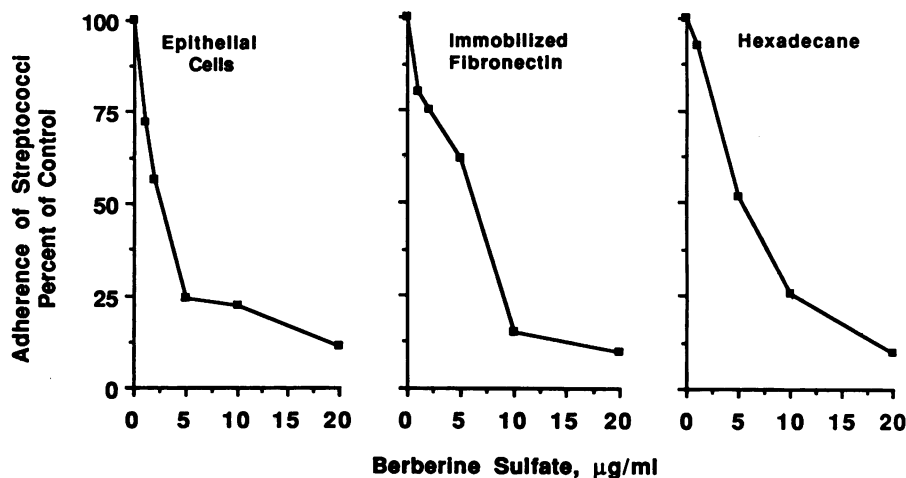 Adherence of Streptococci
Percent of Control
100
75
50
25
0
Epithelial
Cells
0 5 10 15 20
Immobilized
Fibronectin
0 5 10 15 20
Hexadecane
0 5 10 15 20
Berberine Sulfate, μg/ml